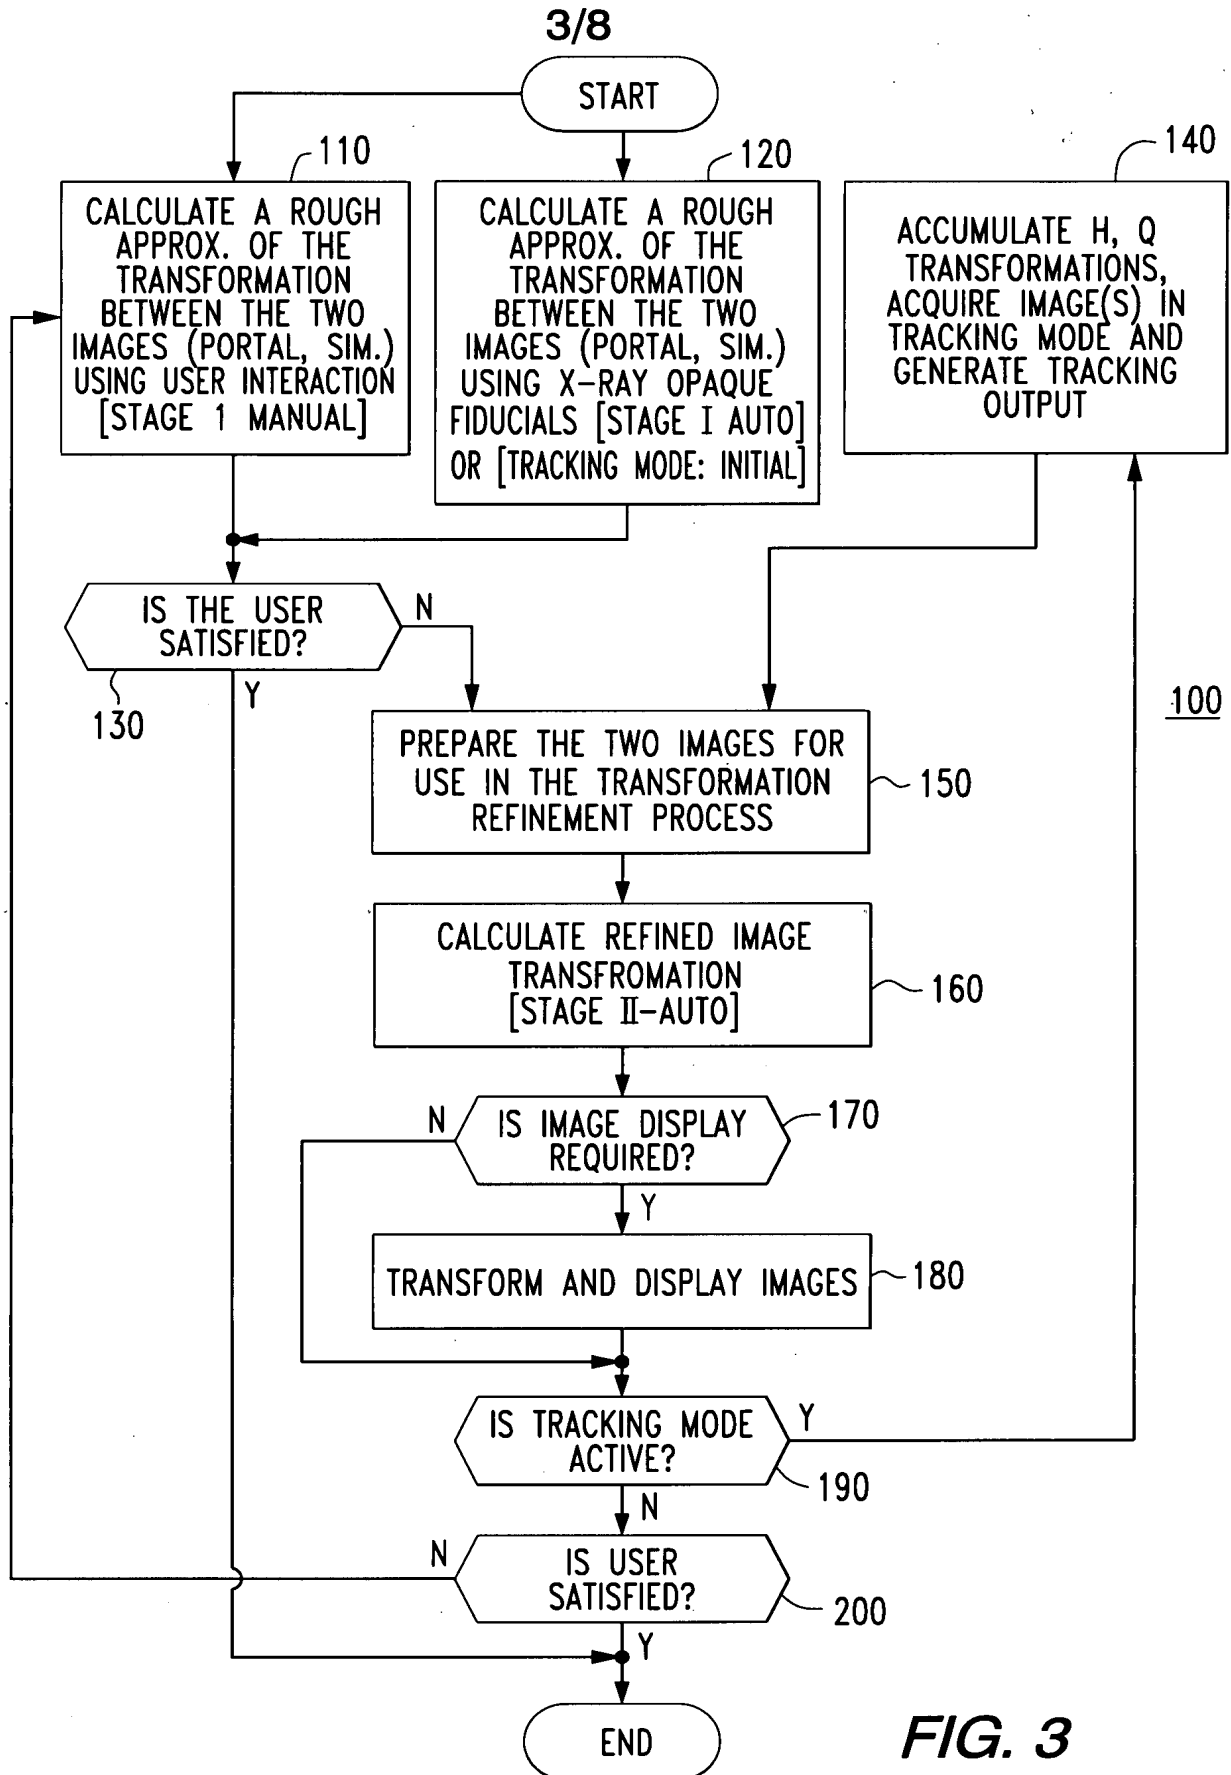 3/8
START
110
CALCULATE A ROUGH
APPROX. OF THE
TRANSFORMATION
BETWEEN THE TWO
IMAGES (PORTAL, SIM.)
USING USER INTERACTION
[STAGE 1 MANUAL]
120
CALCULATE A ROUGH
APPROX. OF THE
TRANSFORMATION
BETWEEN THE TWO
IMAGES (PORTAL, SIM.)
USING X-RAY OPAQUE
FIDUCIALS [STAGE I AUTO]
OR [TRACKING MODE: INITIAL]
140
ACCUMULATE H, Q
TRANSFORMATIONS,
ACQUIRE IMAGE(S) IN
TRACKING MODE AND
GENERATE TRACKING
OUTPUT
IS THE USER
SATISFIED?
N
Y
130
100
PREPARE THE TWO IMAGES FOR
USE IN THE TRANSFORMATION
REFINEMENT PROCESS
150
CALCULATE REFINED IMAGE
TRANSFROMATION
[STAGE II-AUTO]
160
N
IS IMAGE DISPLAY
REQUIRED?
170
Y
TRANSFORM AND DISPLAY IMAGES
180
IS TRACKING MODE
ACTIVE?
Y
190
N
N
IS USER
SATISFIED?
200
Y
END
FIG. 3